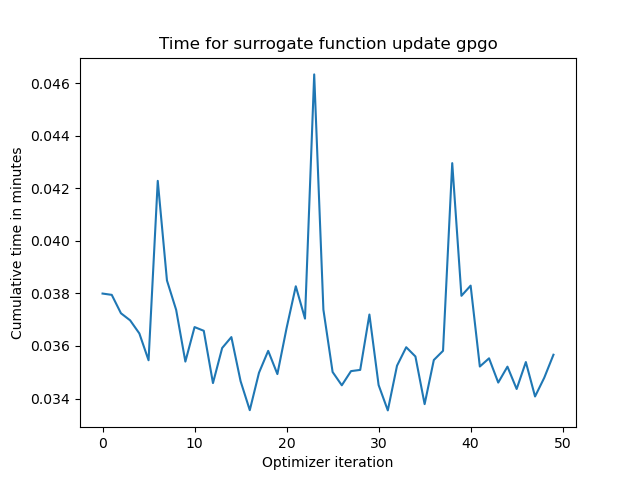 Time for surrogate function update gpgo
Cumulative time in minutes
0.046
0.044
0.042
0.040
0.038
0.036
0.034
0 10 20 30 40 50
Optimizer iteration